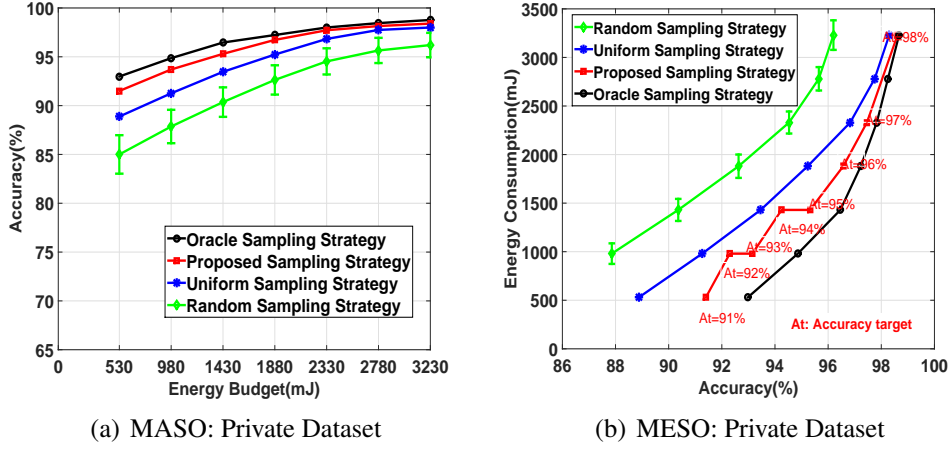 100
95
90
85
80
75
70
65
Accuracy(%)
Oracle Sampling Strategy
Proposed Sampling Strategy
Uniform Sampling Strategy
Random Sampling Strategy
0 530 980 1430 1880 2330 2780 3230
Energy Budget(mJ)
(a) MASO: Private Dataset
3500
3000
2500
2000
1500
1000
500
0
Energy Consumption(mJ)
Random Sampling Strategy
Uniform Sampling Strategy
Proposed Sampling Strategy
Oracle Sampling Strategy
At=98%
At=97%
At=96%
At=95%
At=94%
At=93%
At=92%
At=91%
At: Accuracy target
86 88 90 92 94 96 98 100
Accuracy(%)
(b) MESO: Private Dataset